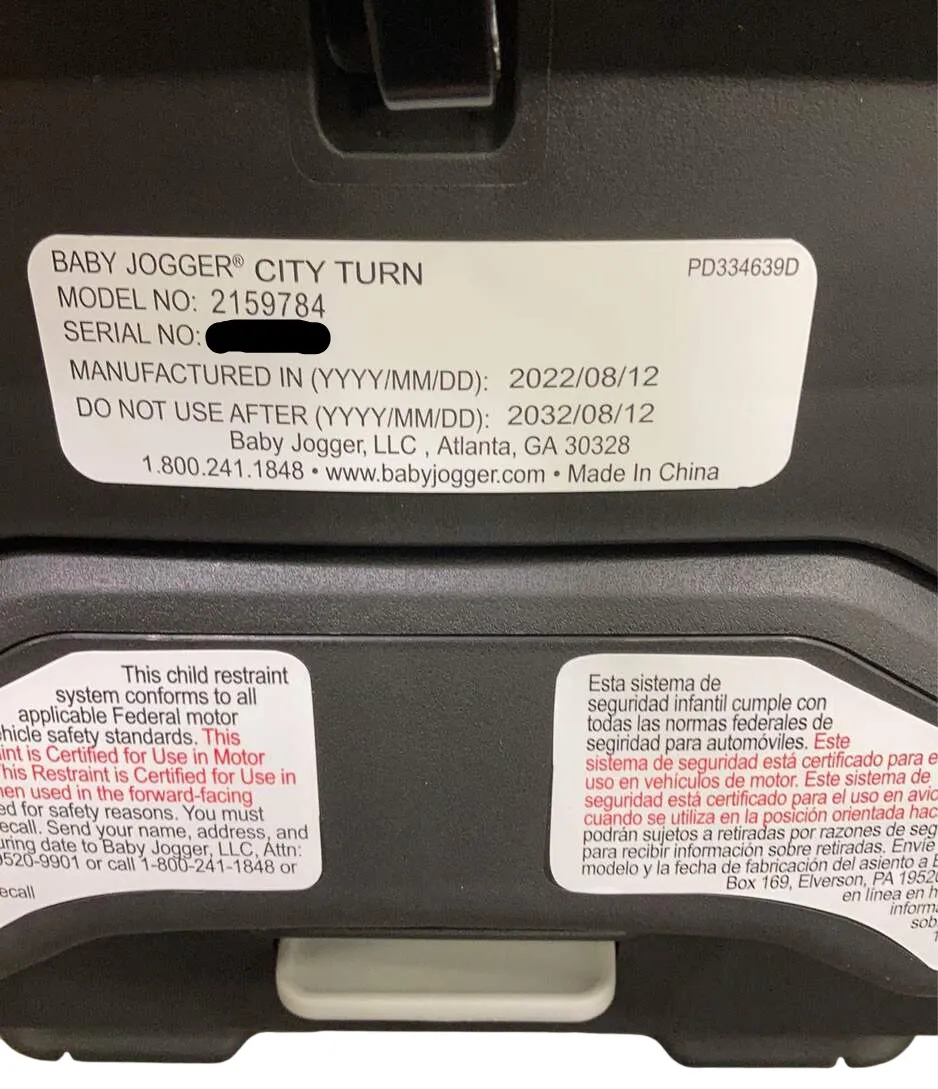 BABY JOGGER® CITY TURN
PD334639D
MODEL NO: 2159784
SERIAL NO:
MANUFACTURED IN (YYYY/MM/DD): 2022/08/12
DO NOT USE AFTER (YYYY/MM/DD): 2032/08/12
Baby Jogger, LLC , Atlanta, GA 30328
1.800.241.1848 • www.babyjogger.com • Made In China
This child restraint
system conforms to all
applicable Federal motor
hicle safety standards. This
int is Certified for Use in Motor
his Restraint is Certified for Use in
en used in the forward-facing
ed for safety reasons. You must
ecall. Send your name, address, and
uring date to Baby Jogger, LLC, Attn:
9520-9901 or call 1-800-241-1848 or
ecall
Esta sistema de
seguridad infantil cumple con
todas las normas federales de
segiridad para automóviles. Este
sistema de seguridad está certificado para e
uso en vehículos de motor. Este sistema de
seguridad está certificado para el uso en avio
cuando se utiliza en la posición orientada hac
podrán sujetos a retiradas por razones de seg
para recibir información sobre retiradas. Envíe
modelo y la fecha de fabricación del asiento a B
Box 169, Elverson, PA 19520
en línea en h
informa
sob
1